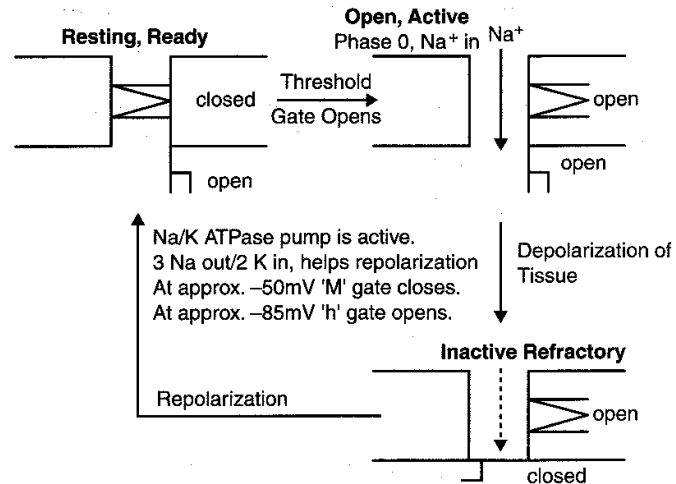 Resting, Ready
Open, Active
Phase 0, Na⁺ in
Na⁺
closed
Threshold
Gate Opens
open
open
open
Na/K ATPase pump is active.
3 Na out/2 K in, helps repolarization
At approx. –50mV 'M' gate closes.
At approx. –85mV 'h' gate opens.
Depolarization of
Tissue
Inactive Refractory
Repolarization
open
closed